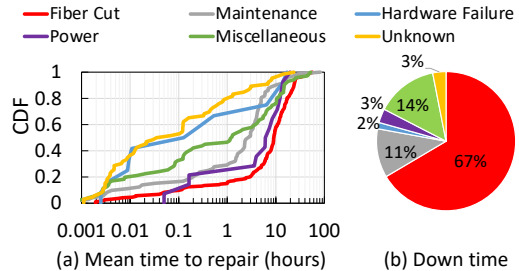 Fiber Cut Maintenance Hardware Failure
Power Miscellaneous Unknown
CDF
1
0.8
0.6
0.4
0.2
0
0.001 0.01 0.1 1 10 100
(a) Mean time to repair (hours)
3%
14%
3%
2%
11%
67%
(b) Down time